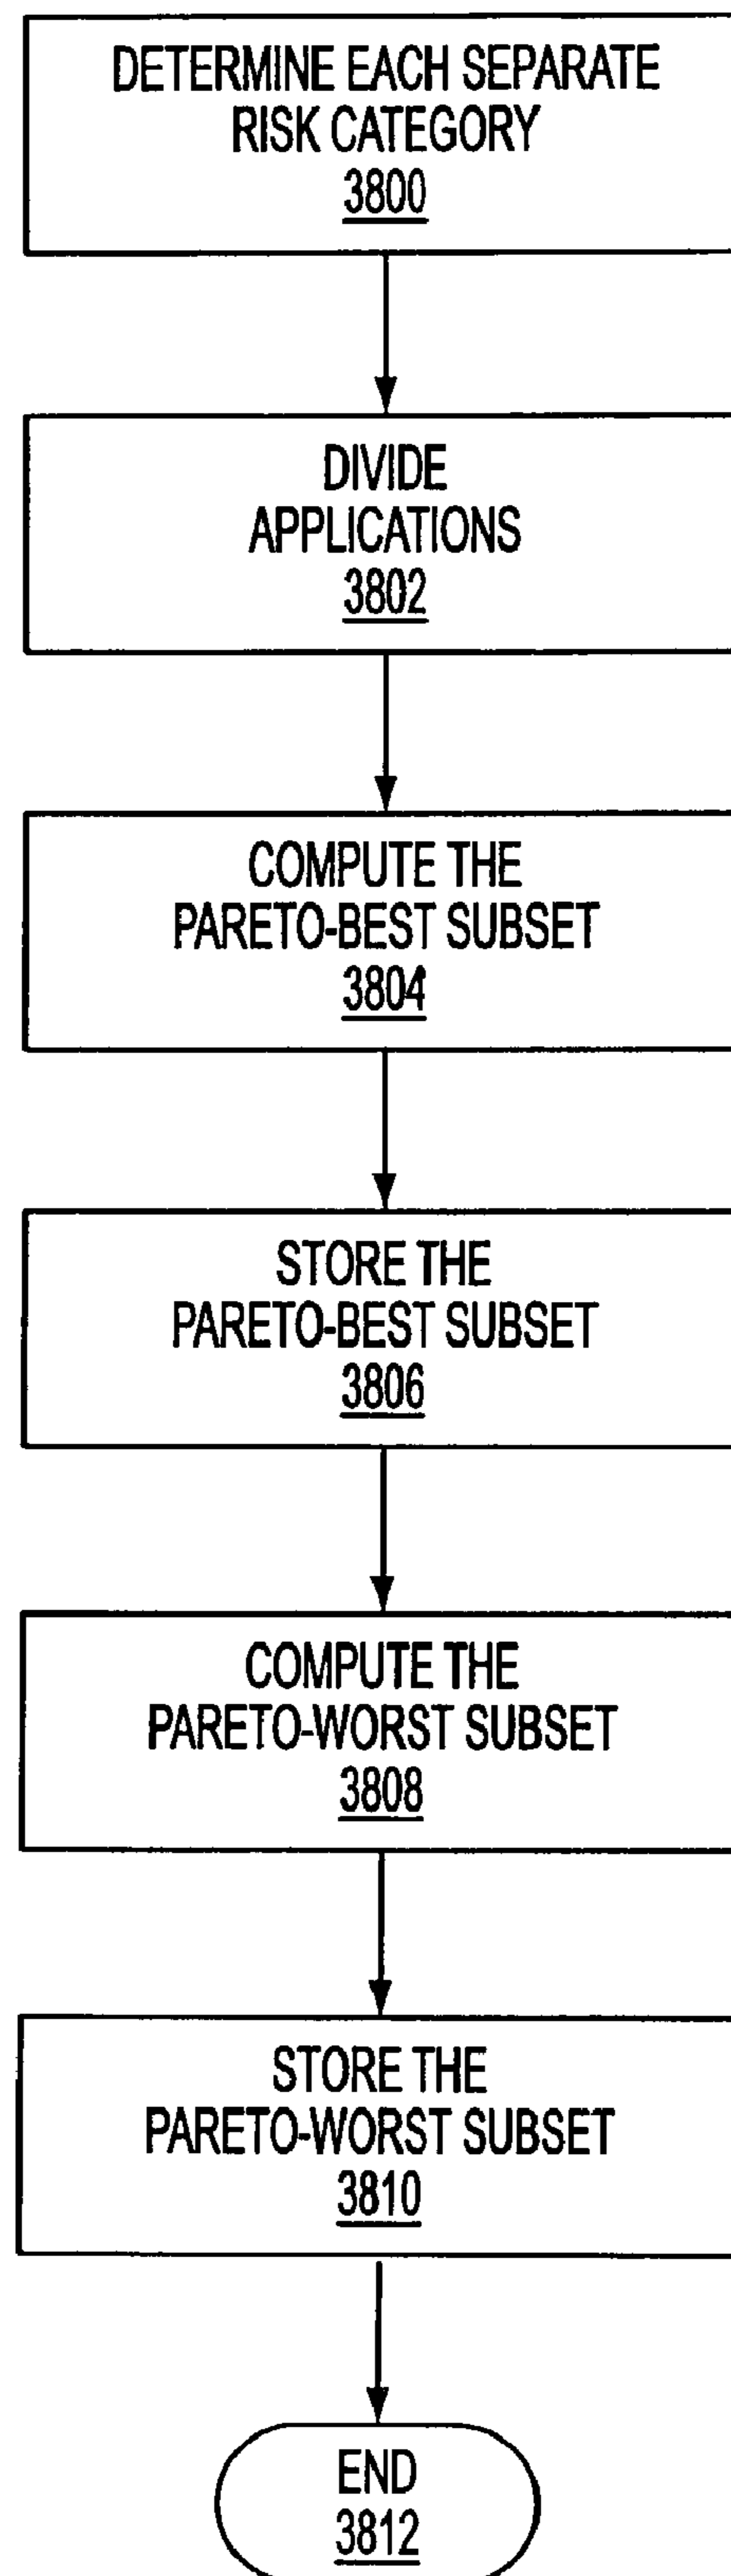 DETERMINE EACH SEPARATE
RISK CATEGORY
3800
DIVIDE
APPLICATIONS
3802
COMPUTE THE
PARETO-BEST SUBSET
3804
STORE THE
PARETO-BEST SUBSET
3806
COMPUTE THE
PARETO-WORST SUBSET
3808
STORE THE
PARETO-WORST SUBSET
3810
END
3812